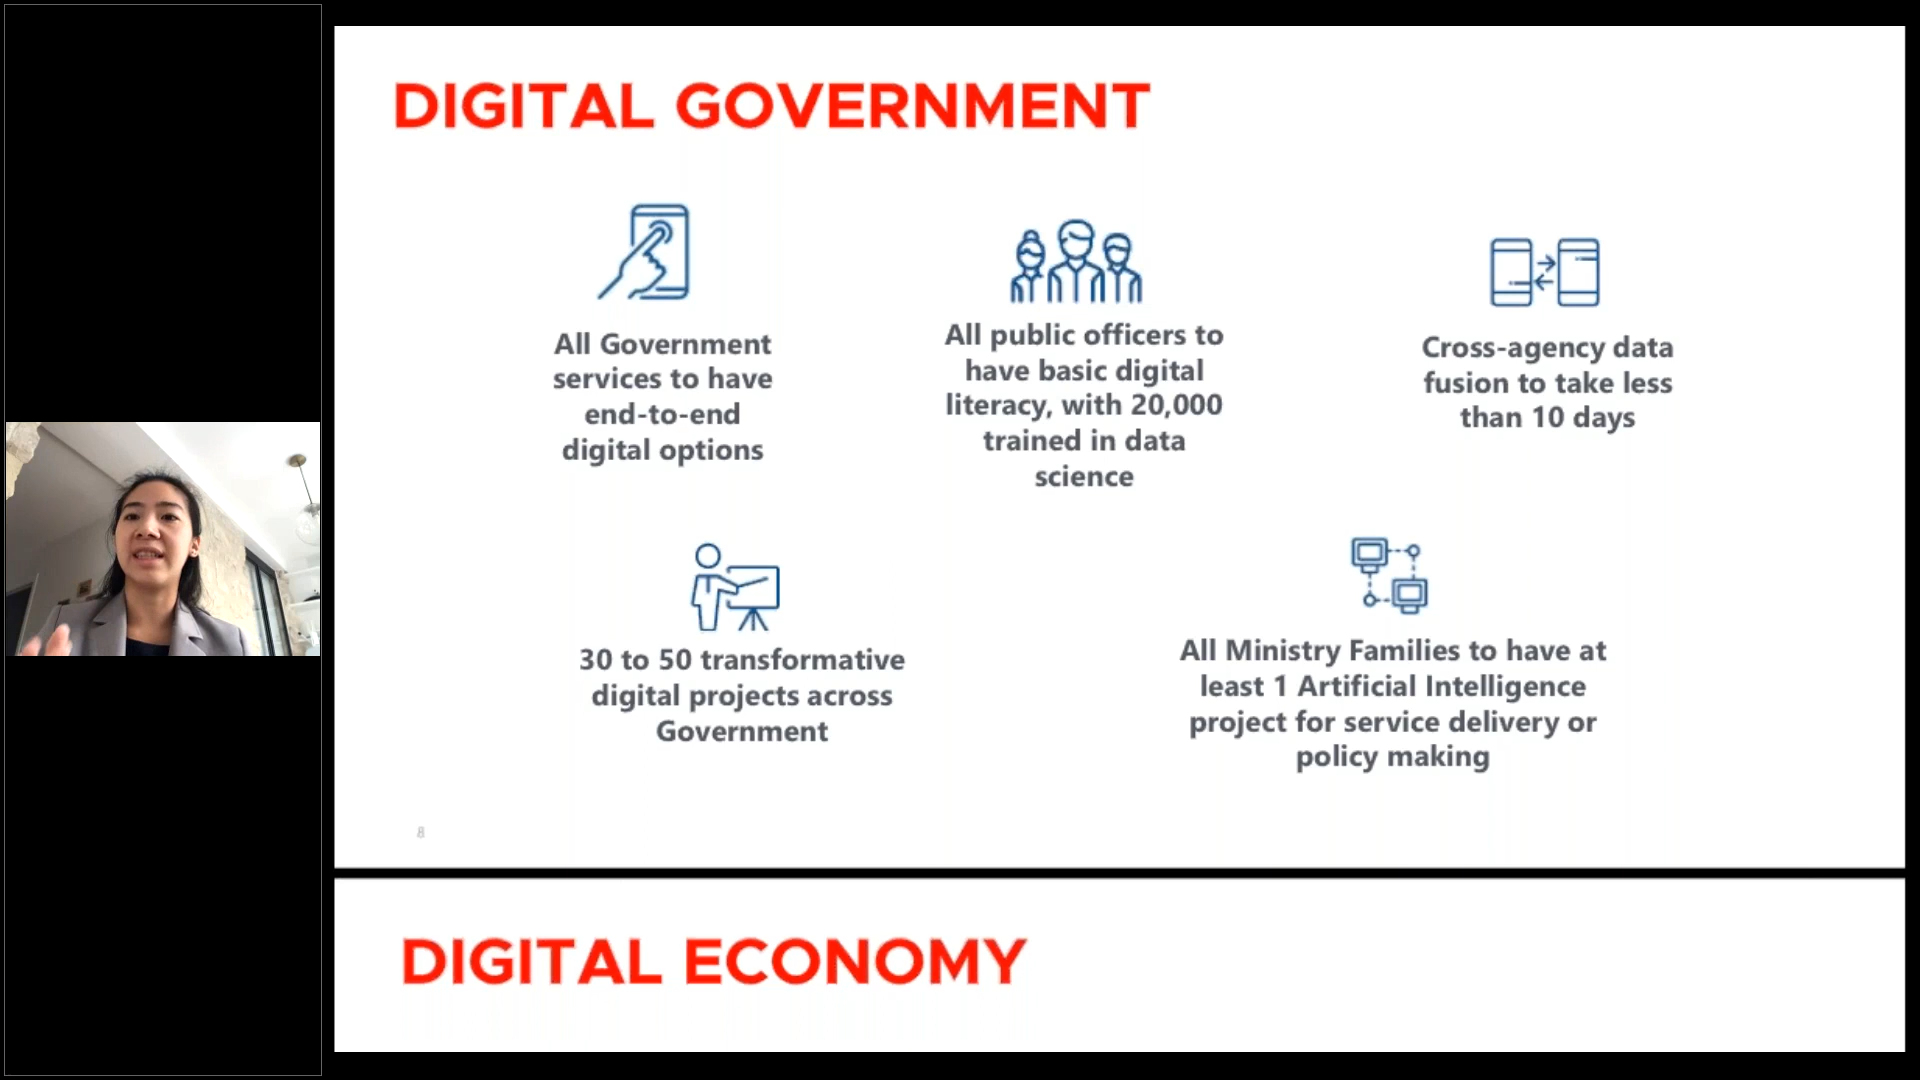 DIGITAL GOVERNMENT
All Government
services to have
end-to-end
digital options
All public officers to
have basic digital
literacy, with 20,000
trained in data
science
Cross-agency data
fusion to take less
than 10 days
30 to 50 transformative
digital projects across
Government
All Ministry Families to have at
least 1 Artificial Intelligence
project for service delivery or
policy making
8
DIGITAL ECONOMY